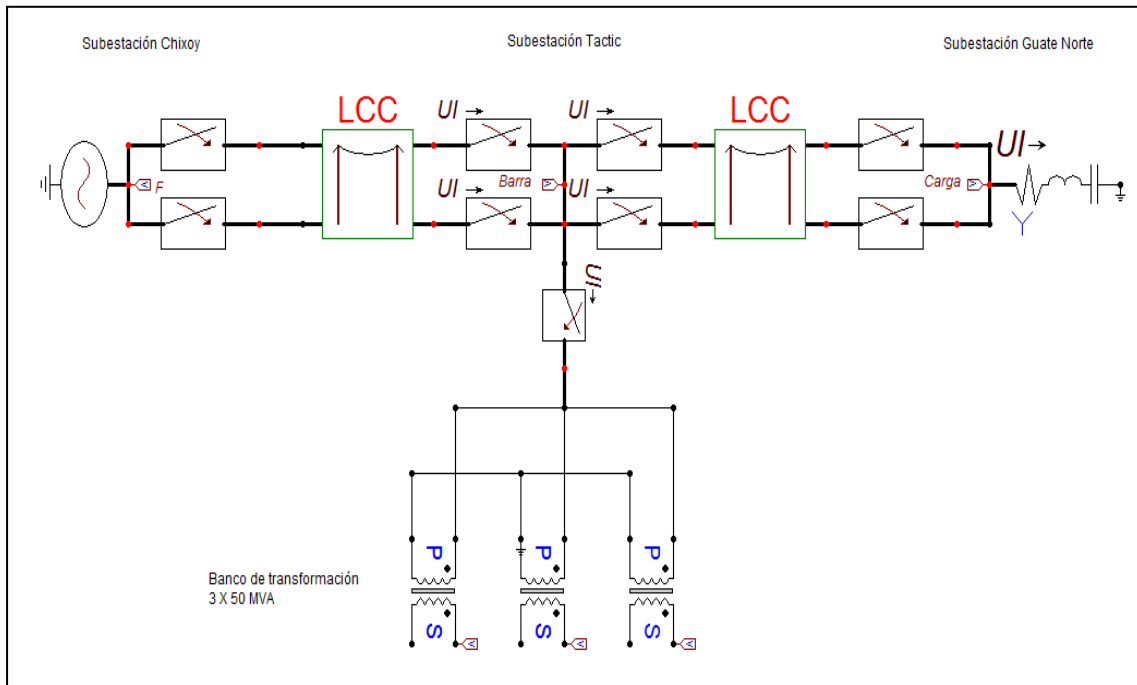 Subestación Chixoy
Subestación Tactic
Subestación Guate Norte
LCC
UI
UI
LCC
UI
F
UI
Barra
UI
Carga
Y
UI
P
P
P
Banco de transformación
3 X 50 MVA
S
S
S